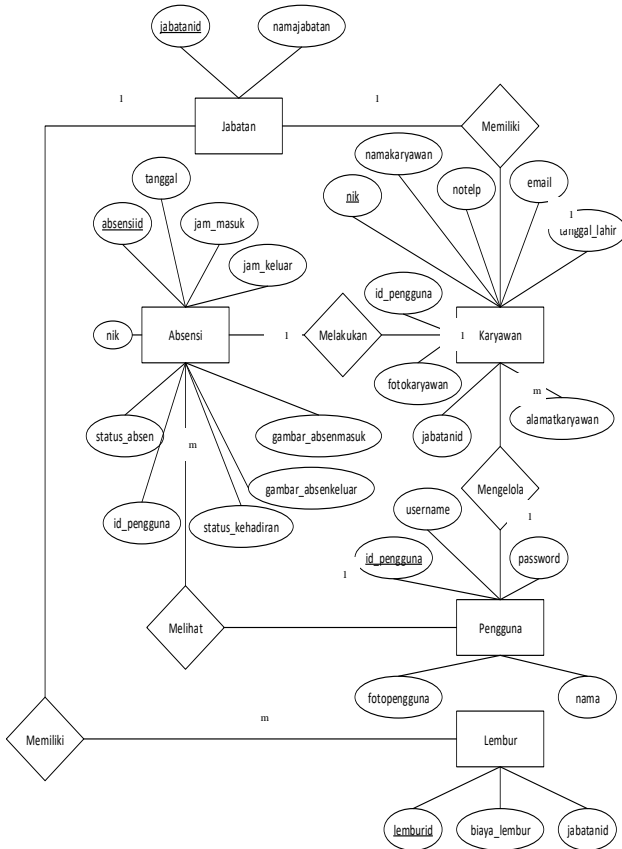 jabatanid
namajabatan
1
1
Jabatan
Memiliki
namakaryawan
tanggal
notelp
email
nik
absensiid
jam_masuk
1
tanggal_lahir
jam_keluar
id_pengguna
nik
Absensi
1
Melakukan
1
Karyawan
fotokaryawan
m
status_absen
m
gambar_absenmasuk
jabatanid
alamatkaryawan
gambar_absenkeluar
Mengelola
username
id_pengguna
status_kehadiran
1
id_pengguna
password
1
Melihat
Pengguna
fotopengguna
nama
m
Memiliki
Lembur
lemburid
biaya_lembur
jabatanid